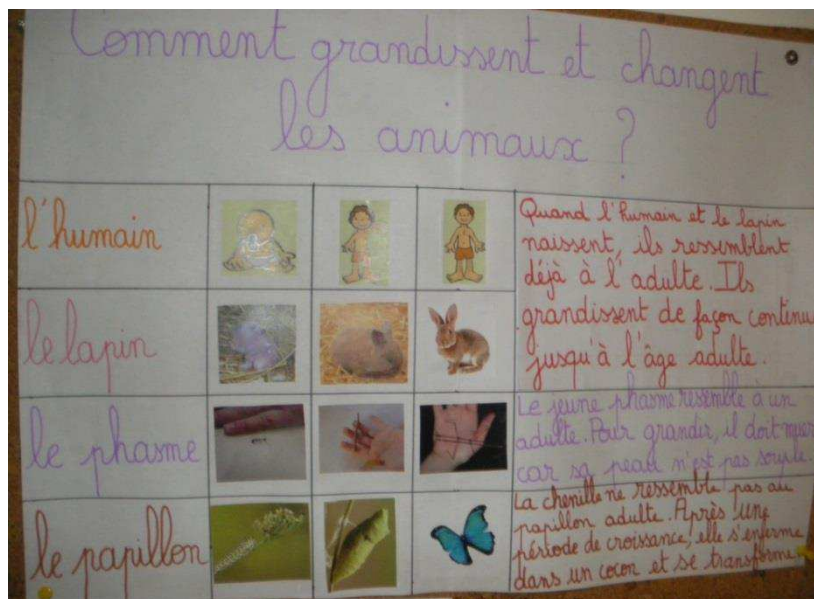 Comment grandissent et changent
les animaux ?
l'humain
Quand l'humain et le lapin
naissent, ils ressemblent
déjà à l'adulte. Ils
grandissent de façon continu
jusqu'à l'âge adulte.
le lapin
le phasme
Le jeune phasme resemble à un
adulte. Pour grandir, il doit muer
car sa peau n'est pas souple.
le papillon
La chenille ne ressemble pas au
papillon adulte. Après une
période de croissance, elle s'enferme
dans un cocon et se transforme.